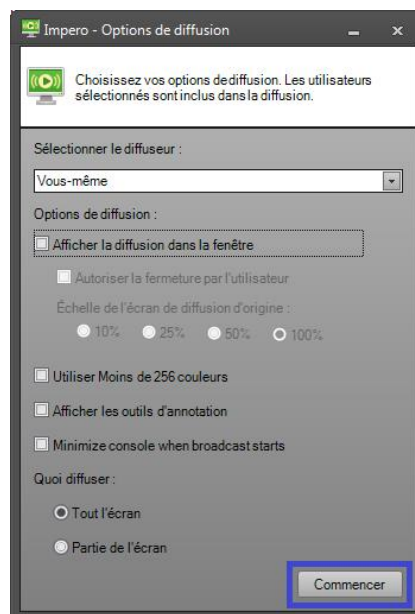 Impero - Options de diffusion
Choisissez vos options de diffusion. Les utilisateurs
sélectionnés sont inclus dans la diffusion.
Sélectionner le diffuseur :
Vous-même
Options de diffusion :
Afficher la diffusion dans la fenêtre
Autoriser la fermeture par l'utilisateur
Échelle de l'écran de diffusion d'origine :
10% 25% 50% 100%
Utiliser Moins de 256 couleurs
Afficher les outils d'annotation
Minimize console when broadcast starts
Quoi diffuser :
Tout l'écran
Partie de l'écran
Commencer